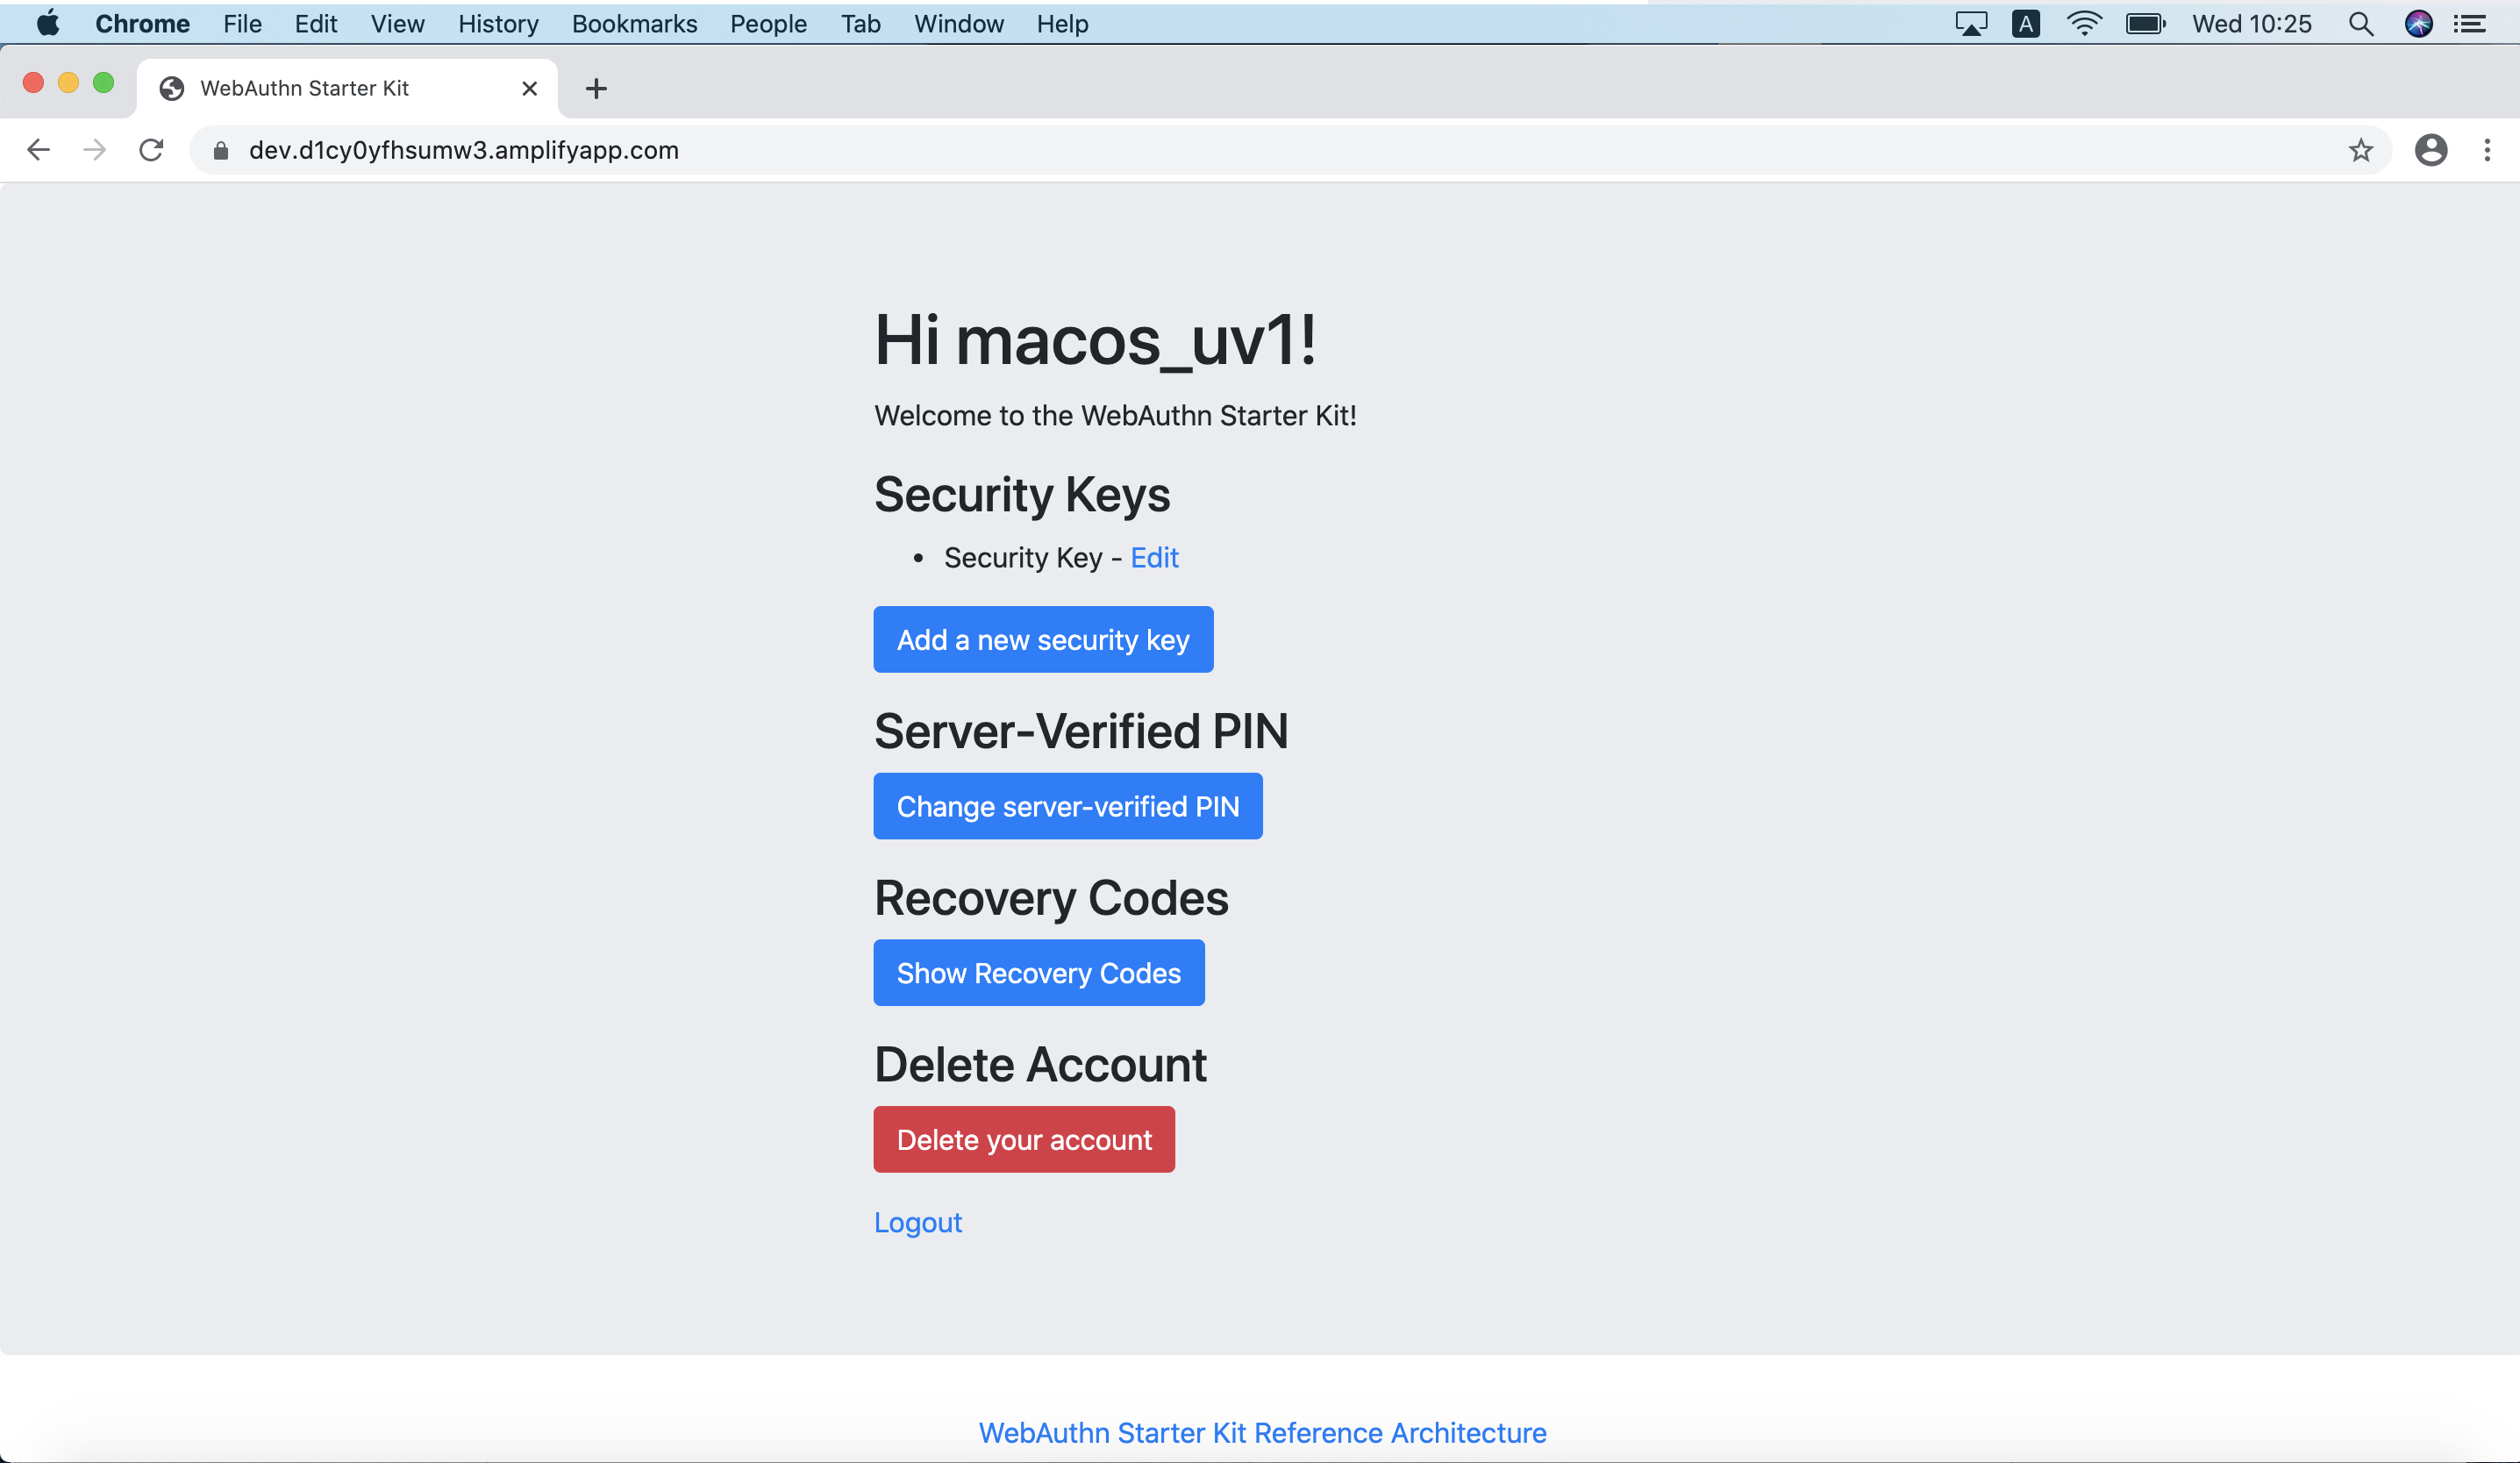 Chrome File Edit View History Bookmarks People Tab Window Help A Wed 10:25
WebAuthn Starter Kit
dev.d1cy0yfhsumw3.amplifyapp.com
Hi macos_uv1!
Welcome to the WebAuthn Starter Kit!
Security Keys
• Security Key - Edit
Add a new security key
Server-Verified PIN
Change server-verified PIN
Recovery Codes
Show Recovery Codes
Delete Account
Delete your account
Logout
WebAuthn Starter Kit Reference Architecture